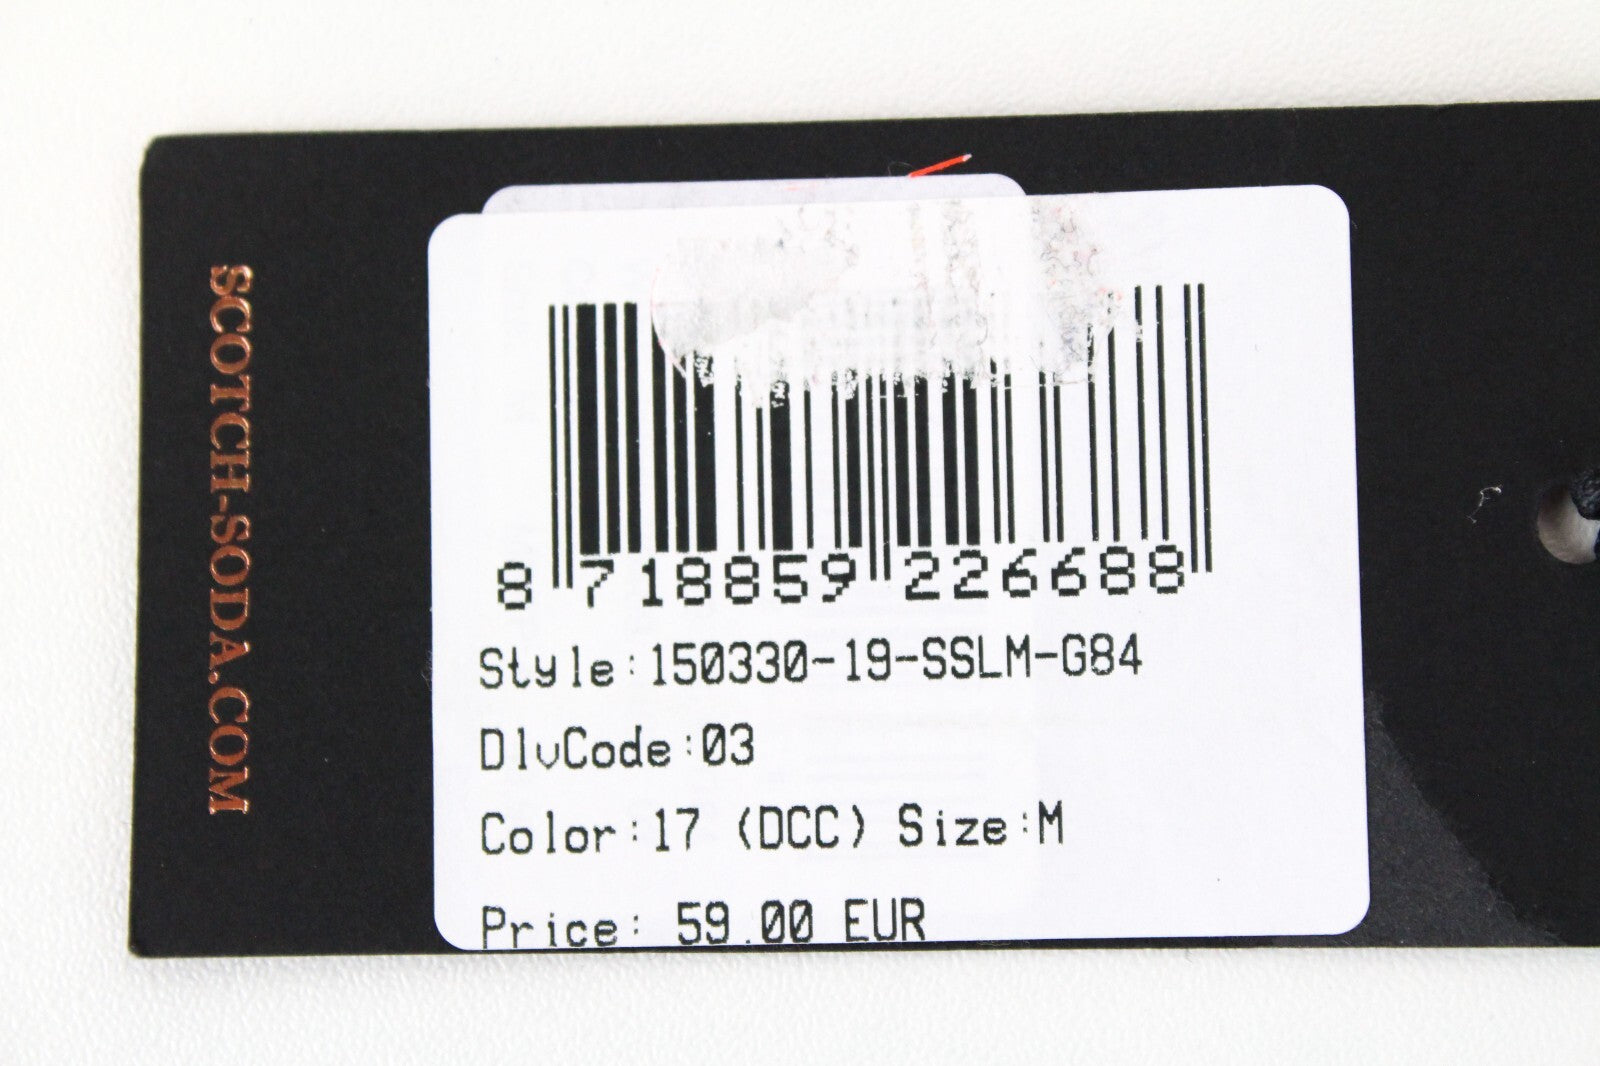 SCOTCH-SODA.COM
8 718859 226688
Style:150330-19-SSLM-G84
DlvCode:03
Color:17 (DCC) Size:M
Price: 59.00 EUR